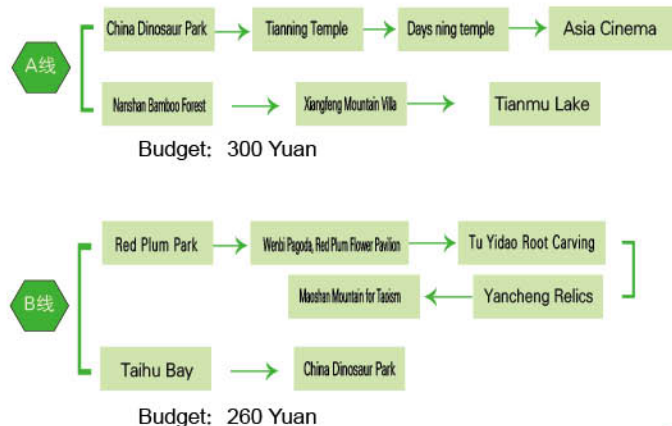 A线
China Dinosaur Park
Tianning Temple
Days ning temple
Asia Cinema
Nanshan Bamboo Forest
Xiangfeng Mountain Villa
Tianmu Lake
Budget: 300 Yuan
B线
Red Plum Park
Wenbi Pagoda, Red Plum Flower Pavilion
Tu Yidao Root Carving
Maoshan Mountain for Taoism
Yancheng Relics
Taihu Bay
China Dinosaur Park
Budget: 260 Yuan